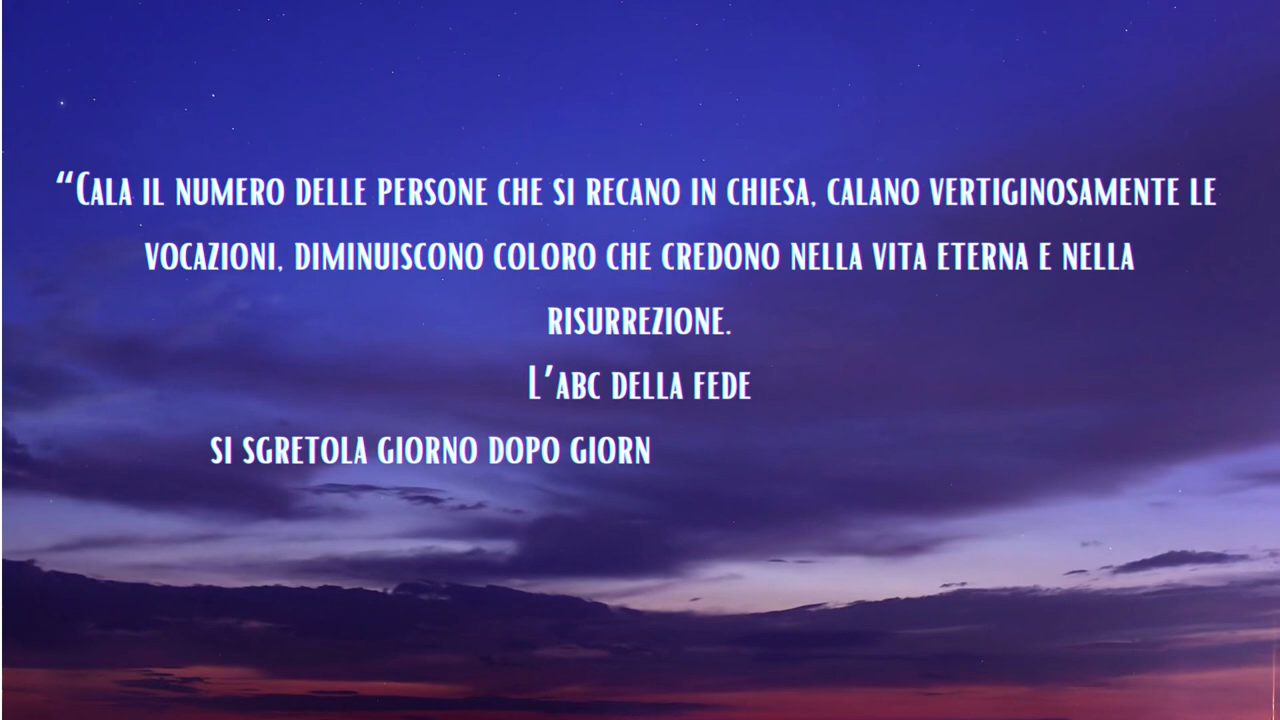 “Cala il numero delle persone che si recano in chiesa, calano vertiginosamente le
vocazioni, diminuiscono coloro che credono nella vita eterna e nella
risurrezione.
L’abc della fede
si sgretola giorno dopo giorn